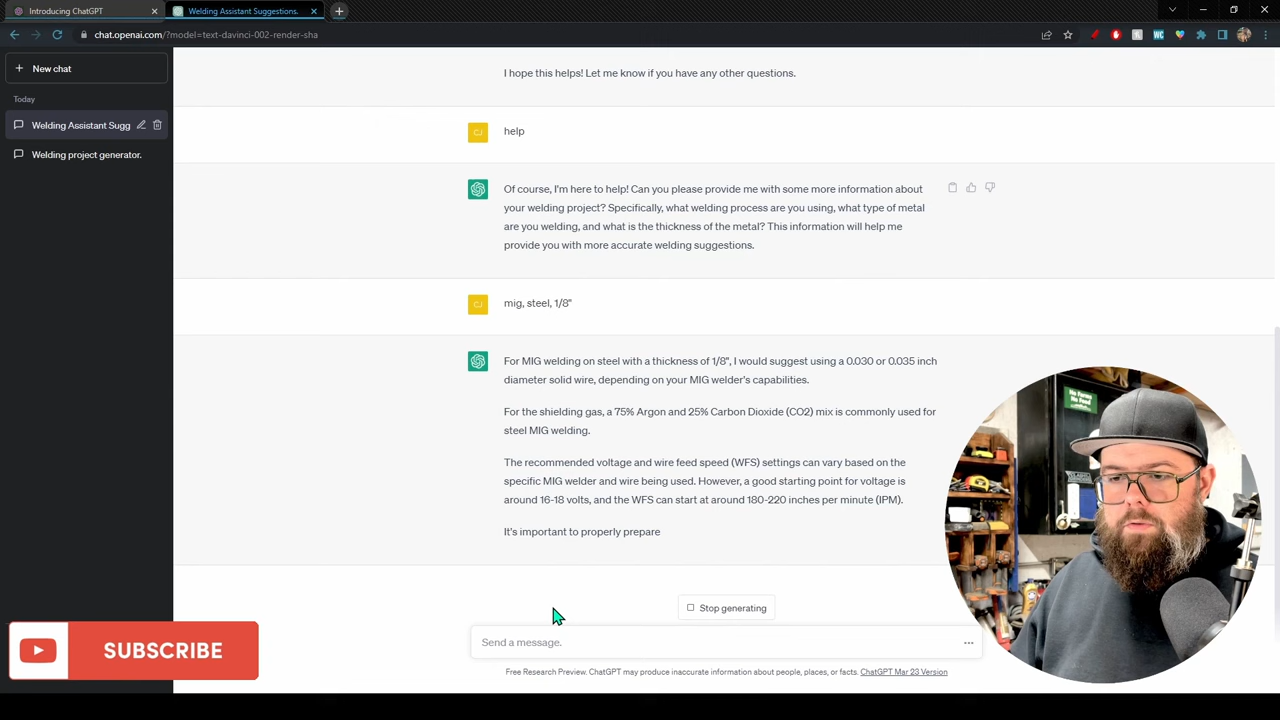 Introducing ChatGPT
Welding Assistant Suggestions.
chat.openai.com/?model=text-davinci-002-render-sha
New chat
Today
Welding Assistant Sugg
Welding project generator.
I hope this helps! Let me know if you have any other questions.
CJ
help
Of course, I'm here to help! Can you please provide me with some more information about
your welding project? Specifically, what welding process are you using, what type of metal
are you welding, and what is the thickness of the metal? This information will help me
provide you with more accurate welding suggestions.
CJ
mig, steel, 1/8"
For MIG welding on steel with a thickness of 1/8", I would suggest using a 0.030 or 0.035 inch
diameter solid wire, depending on your MIG welder's capabilities.
For the shielding gas, a 75% Argon and 25% Carbon Dioxide (CO2) mix is commonly used for
steel MIG welding.
The recommended voltage and wire feed speed (WFS) settings can vary based on the
specific MIG welder and wire being used. However, a good starting point for voltage is
around 16-18 volts, and the WFS can start at around 180-220 inches per minute (IPM).
It's important to properly prepare
Stop generating
Send a message.
Free Research Preview. ChatGPT may produce inaccurate information about people, places, or facts. ChatGPT Mar 23 Version
SUBSCRIBE
No Farms
No Food